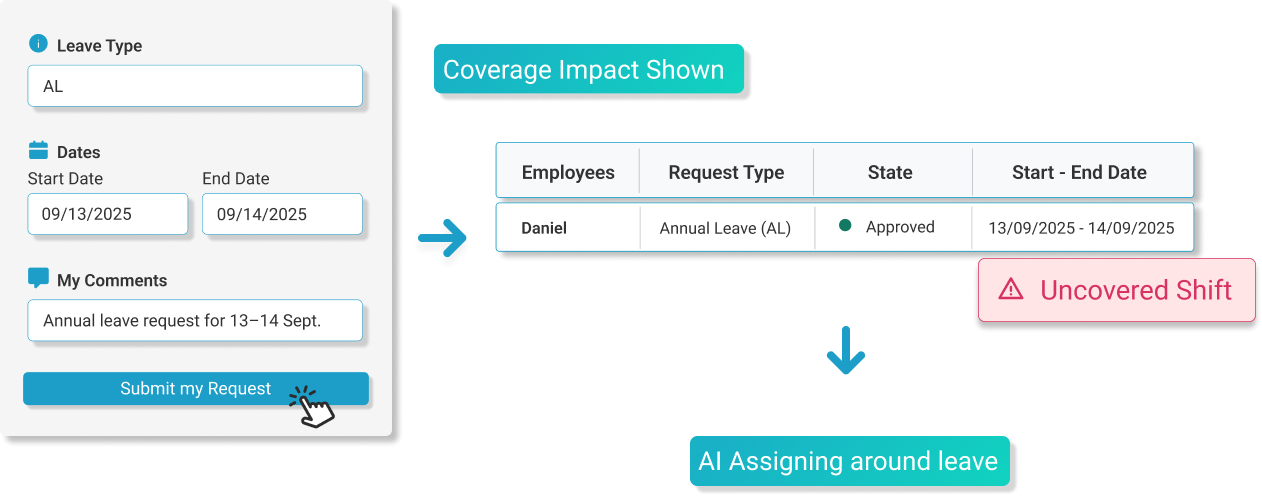 Leave Type
AL
Dates
Start Date
End Date
09/13/2025
09/14/2025
My Comments
Annual leave request for 13–14 Sept.
Submit my Request
Coverage Impact Shown
Employees
Request Type
State
Start - End Date
Daniel
Annual Leave (AL)
Approved
13/09/2025 - 14/09/2025
Uncovered Shift
AI Assigning around leave